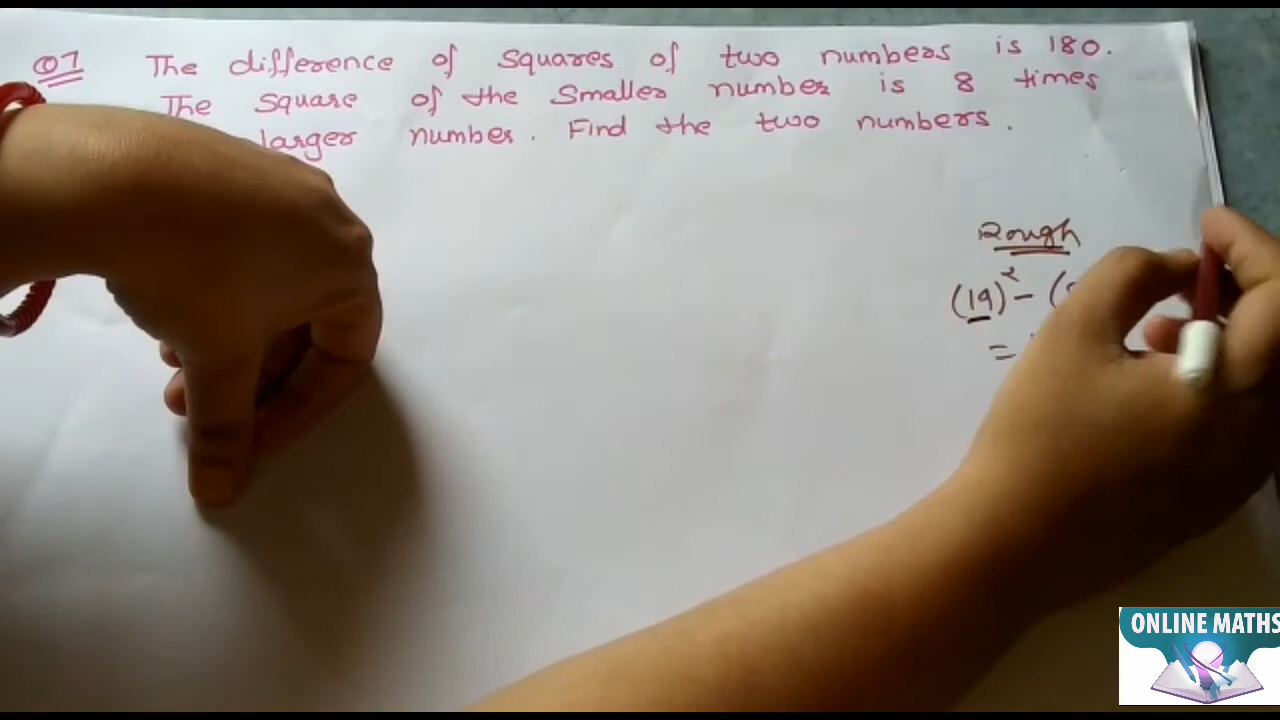 Q7 The difference of squares of two numbers is 180.
The square of the smaller number is 8 times
larger number. Find the two numbers.
Rough
(19)² - (
=
ONLINE MATHS